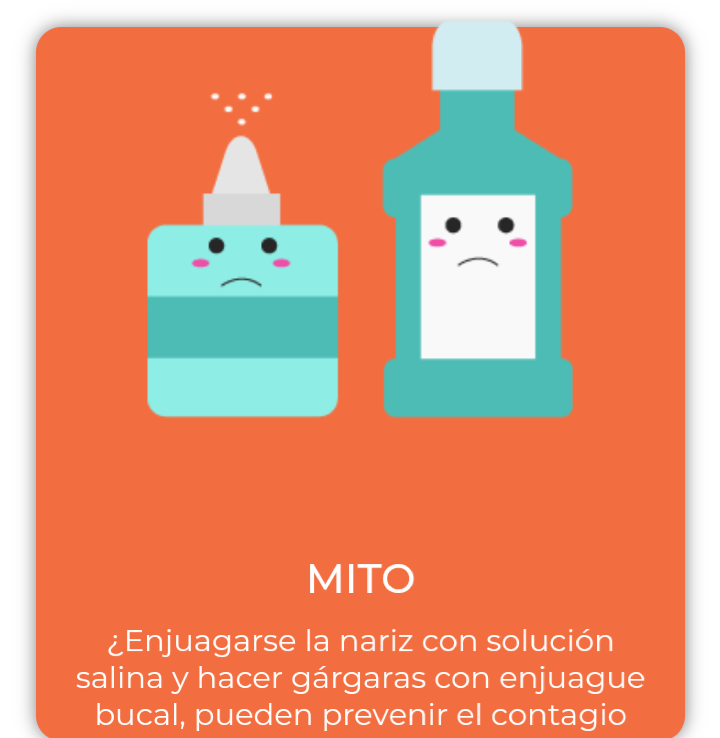 MITO
¿Enjuagarse la nariz con solución
salina y hacer gárgaras con enjuague
bucal, pueden prevenir el contagio